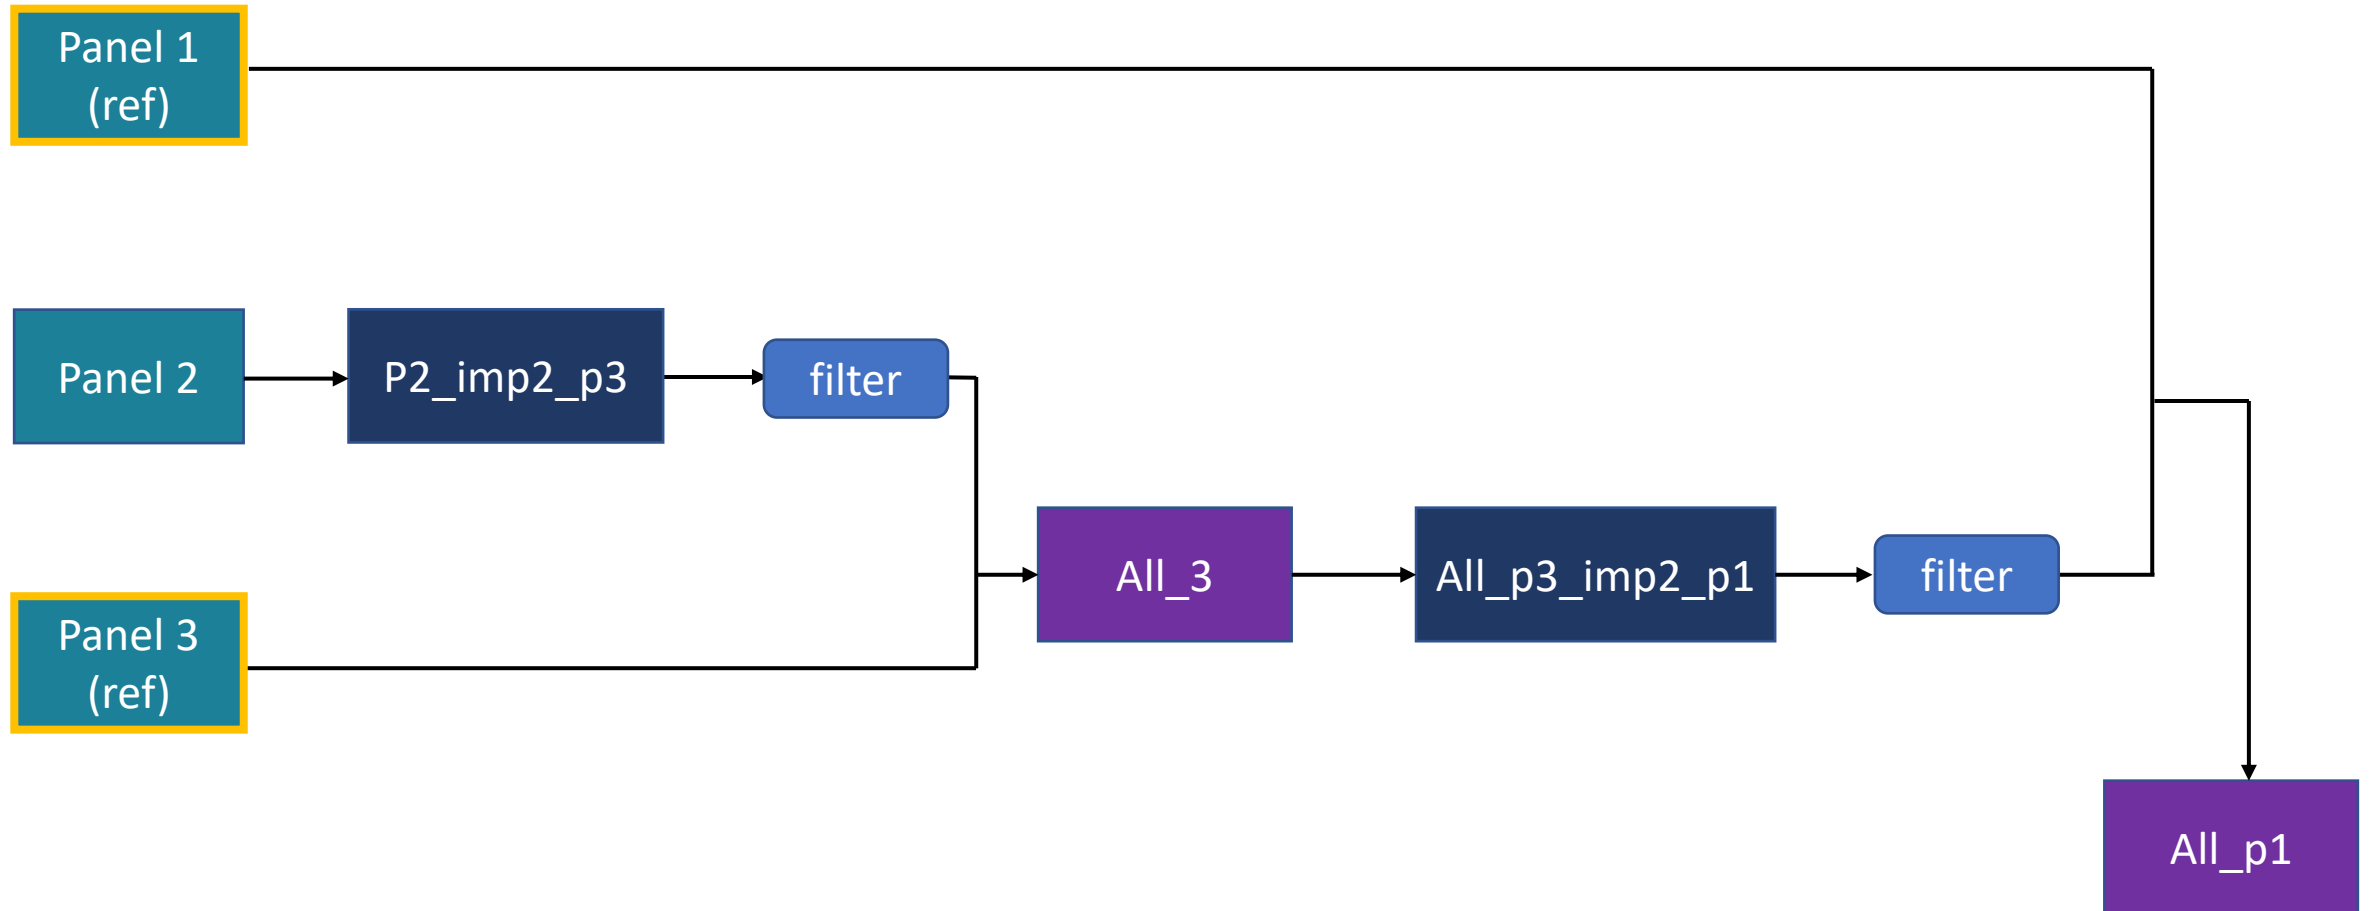 Panel 1
(ref)
Panel 2
P2_imp2_p3
filter
Panel 3
(ref)
All_3
All_p3_imp2_p1
filter
All_p1